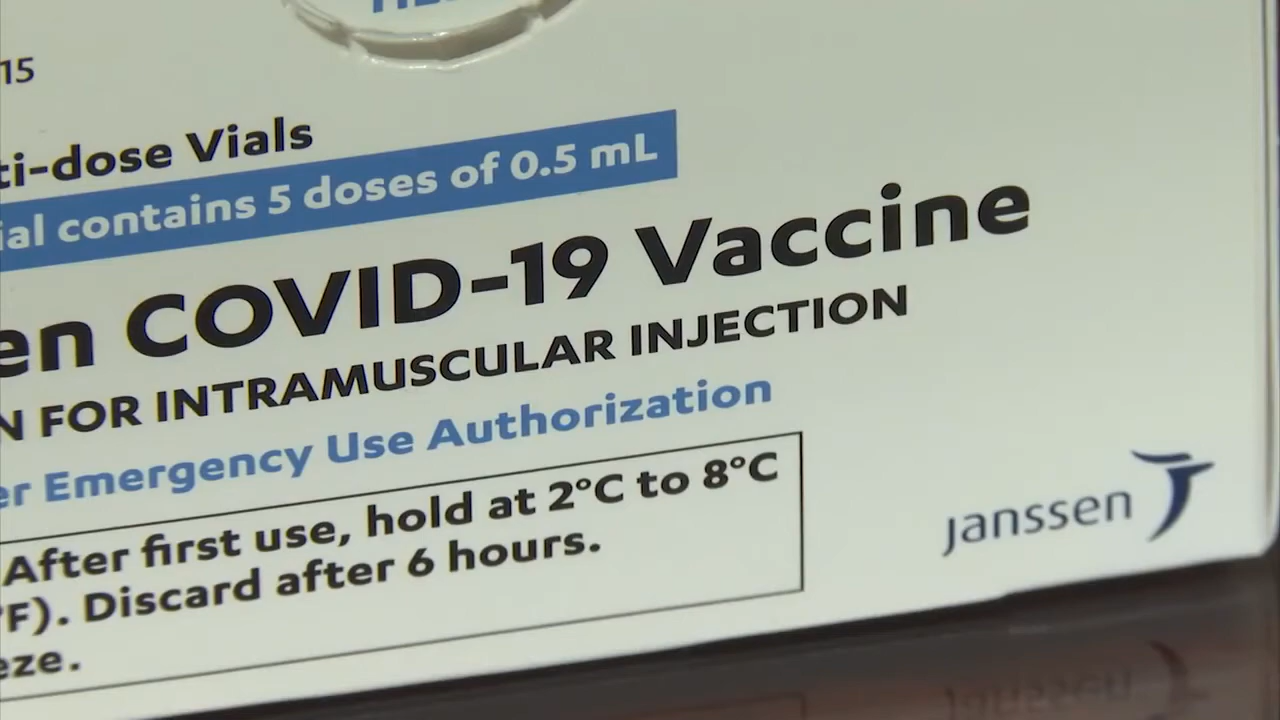 15
ti-dose Vials
ial contains 5 doses of 0.5 mL
en COVID-19 Vaccine
N FOR INTRAMUSCULAR INJECTION
er Emergency Use Authorization
After first use, hold at 2°C to 8°C
°F). Discard after 6 hours.
eze.
janssen